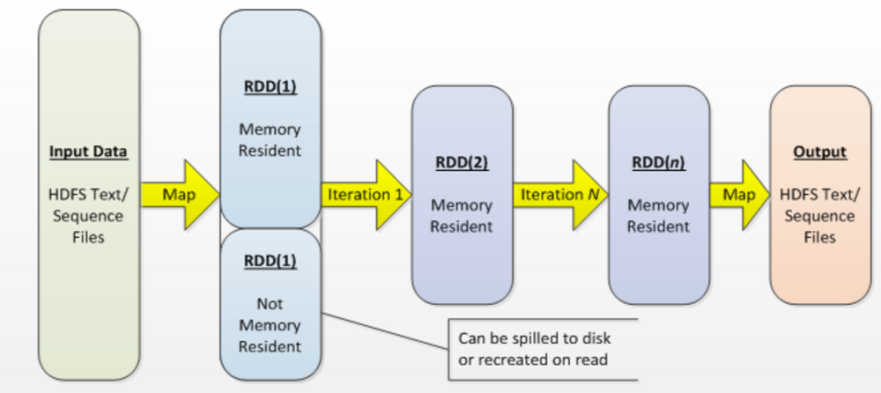 Input Data
HDFS Text/
Sequence
Files
Map
RDD(1)
Memory
Resident
RDD(1)
Not
Memory
Resident
Iteration 1
RDD(2)
Memory
Resident
Iteration N
RDD(n)
Memory
Resident
Map
Output
HDFS Text/
Sequence
Files
Can be spilled to disk
or recreated on read